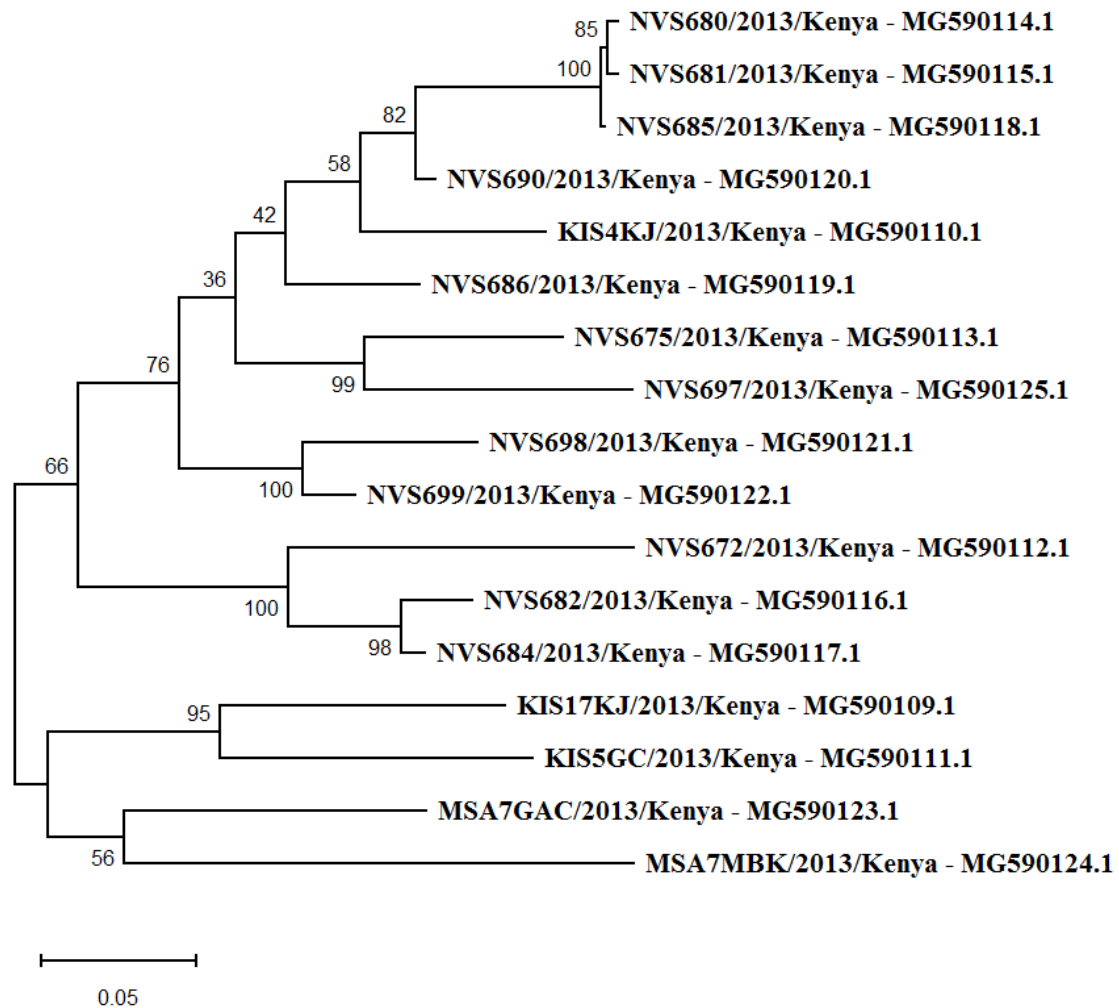 85
NVS680/2013/Kenya - MG590114.1
100
NVS681/2013/Kenya - MG590115.1
82
NVS685/2013/Kenya - MG590118.1
58
NVS690/2013/Kenya - MG590120.1
42
KIS4KJ/2013/Kenya - MG590110.1
36
NVS686/2013/Kenya - MG590119.1
76
NVS675/2013/Kenya - MG590113.1
99
NVS697/2013/Kenya - MG590125.1
66
NVS698/2013/Kenya - MG590121.1
100
NVS699/2013/Kenya - MG590122.1
NVS672/2013/Kenya - MG590112.1
100
NVS682/2013/Kenya - MG590116.1
98
NVS684/2013/Kenya - MG590117.1
95
KIS17KJ/2013/Kenya - MG590109.1
KIS5GC/2013/Kenya - MG590111.1
MSA7GAC/2013/Kenya - MG590123.1
56
MSA7MBK/2013/Kenya - MG590124.1
0.05